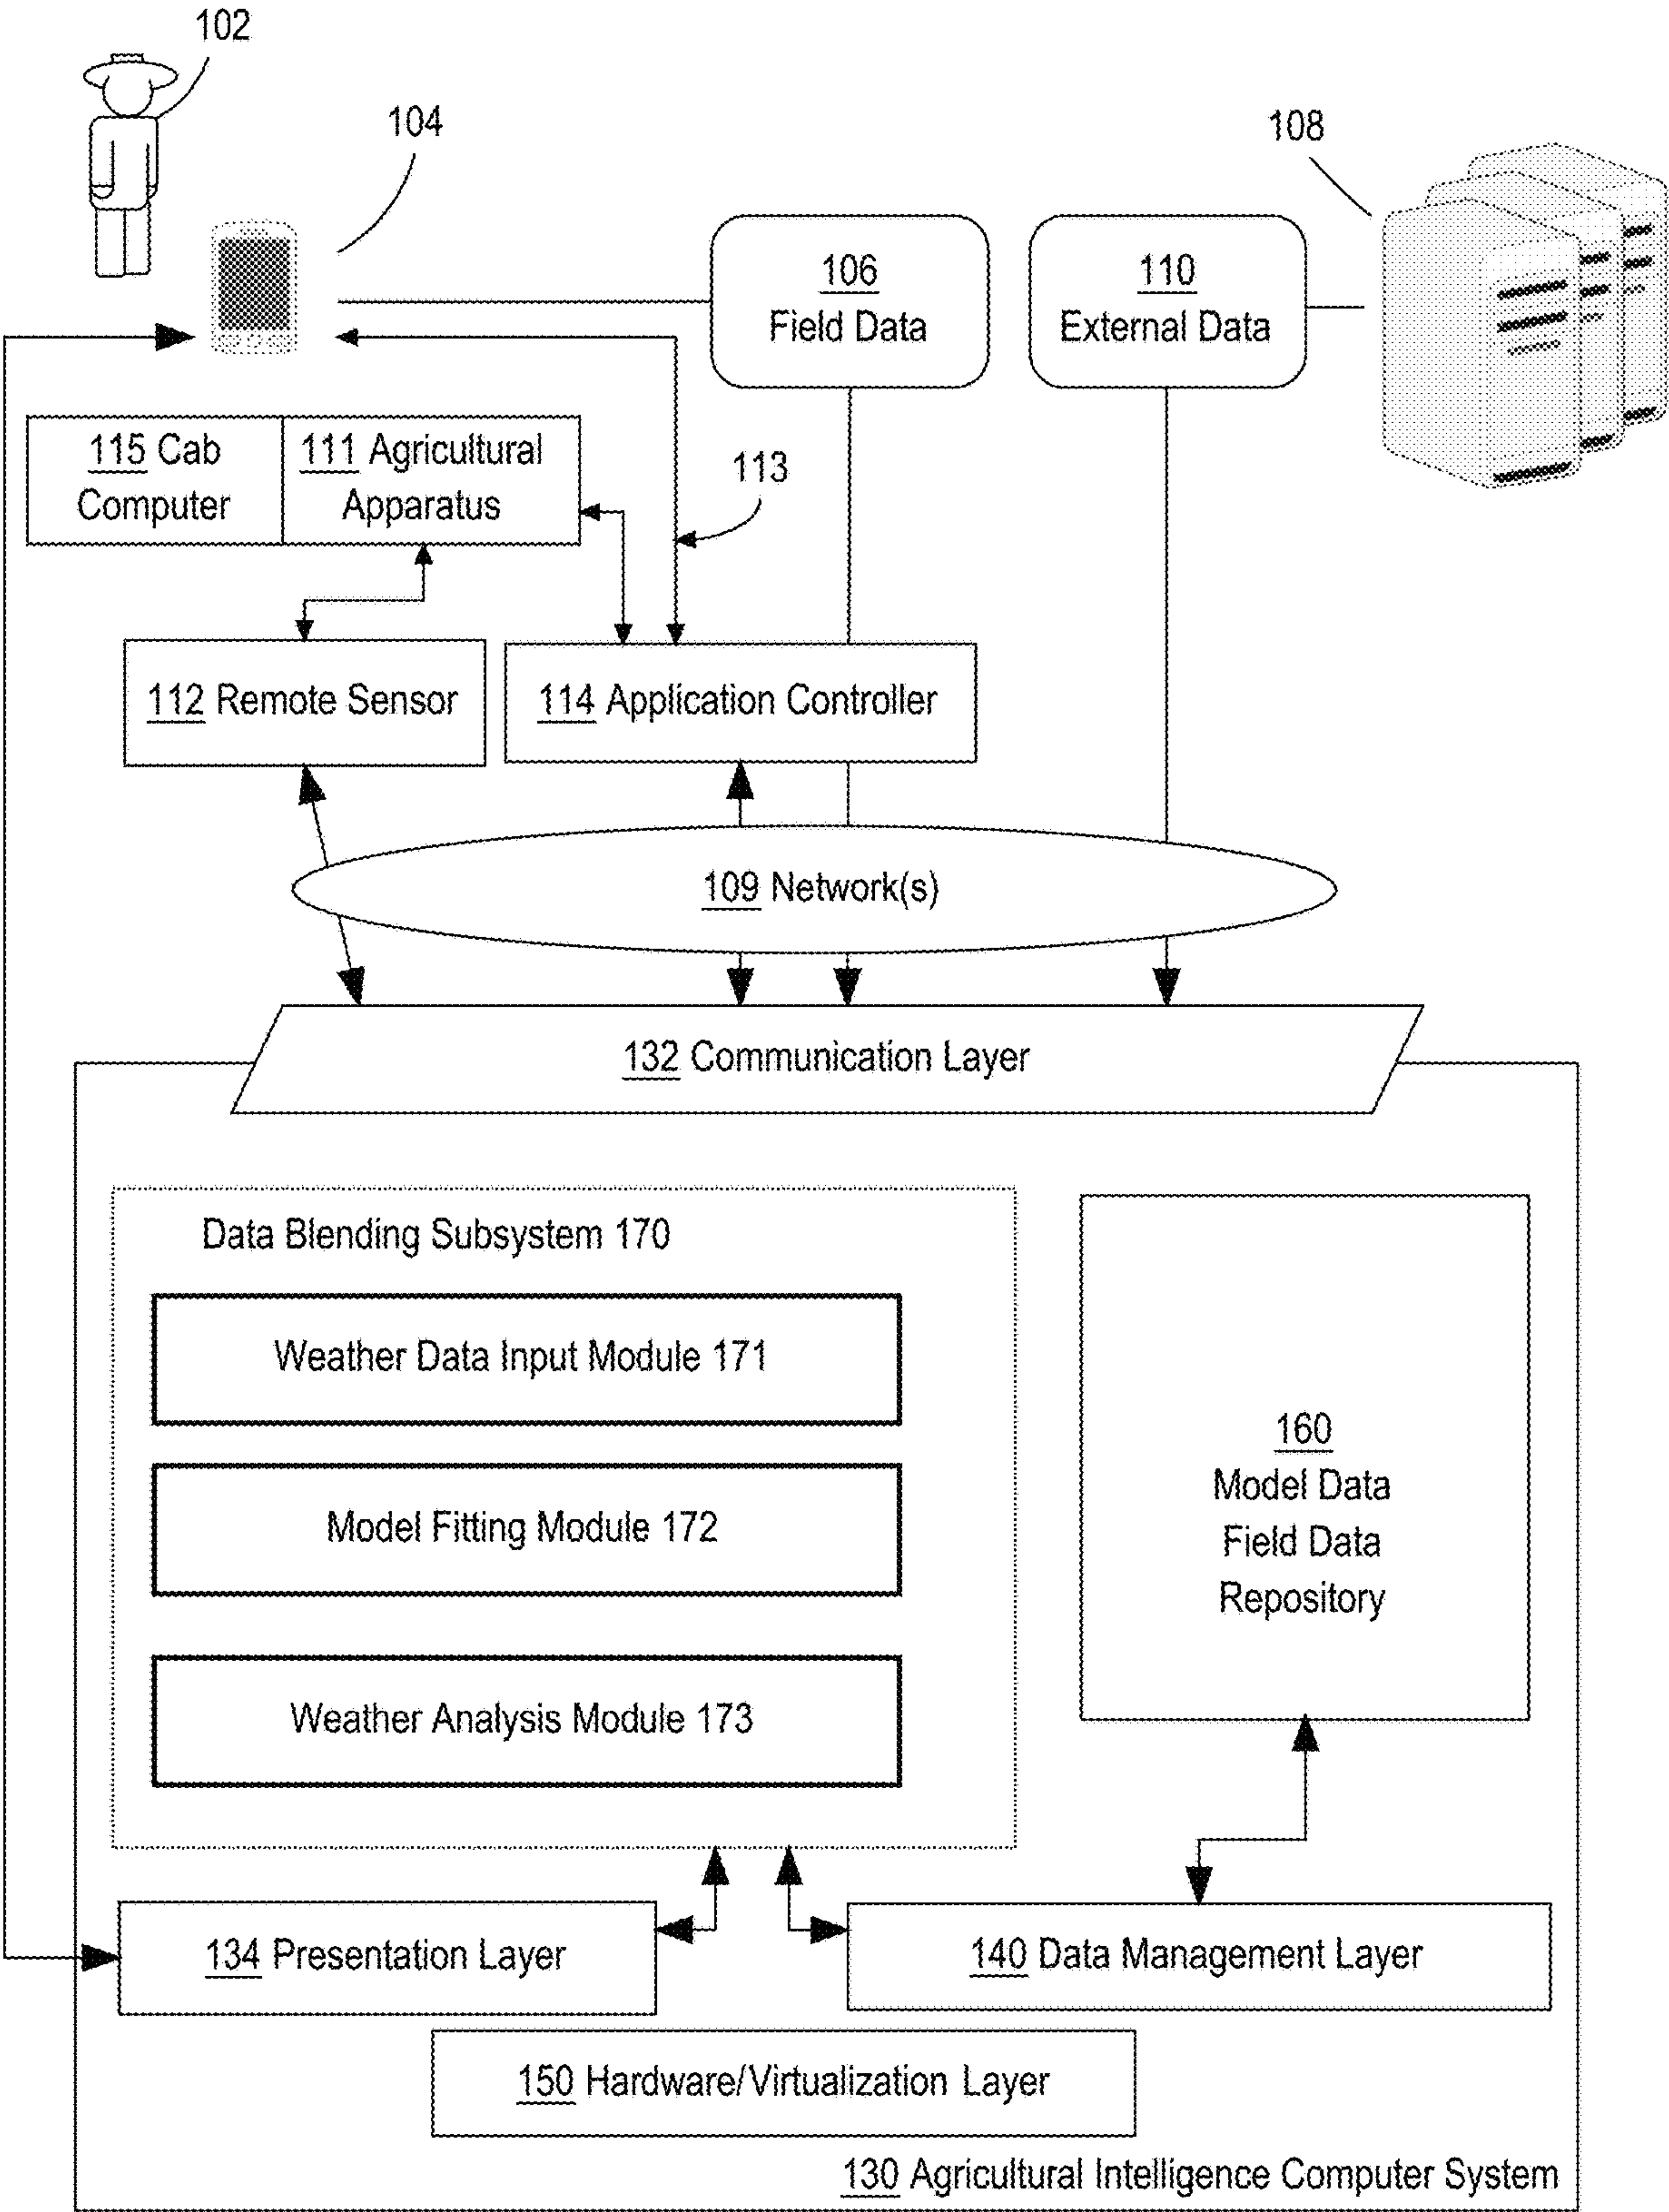 102
104
108
106
Field Data
110
External Data
115 Cab
Computer
111 Agricultural
Apparatus
113
112 Remote Sensor
114 Application Controller
109 Network(s)
132 Communication Layer
Data Blending Subsystem 170
Weather Data Input Module 171
Model Fitting Module 172
Weather Analysis Module 173
160
Model Data
Field Data
Repository
134 Presentation Layer
140 Data Management Layer
150 Hardware/Virtualization Layer
130 Agricultural Intelligence Computer System